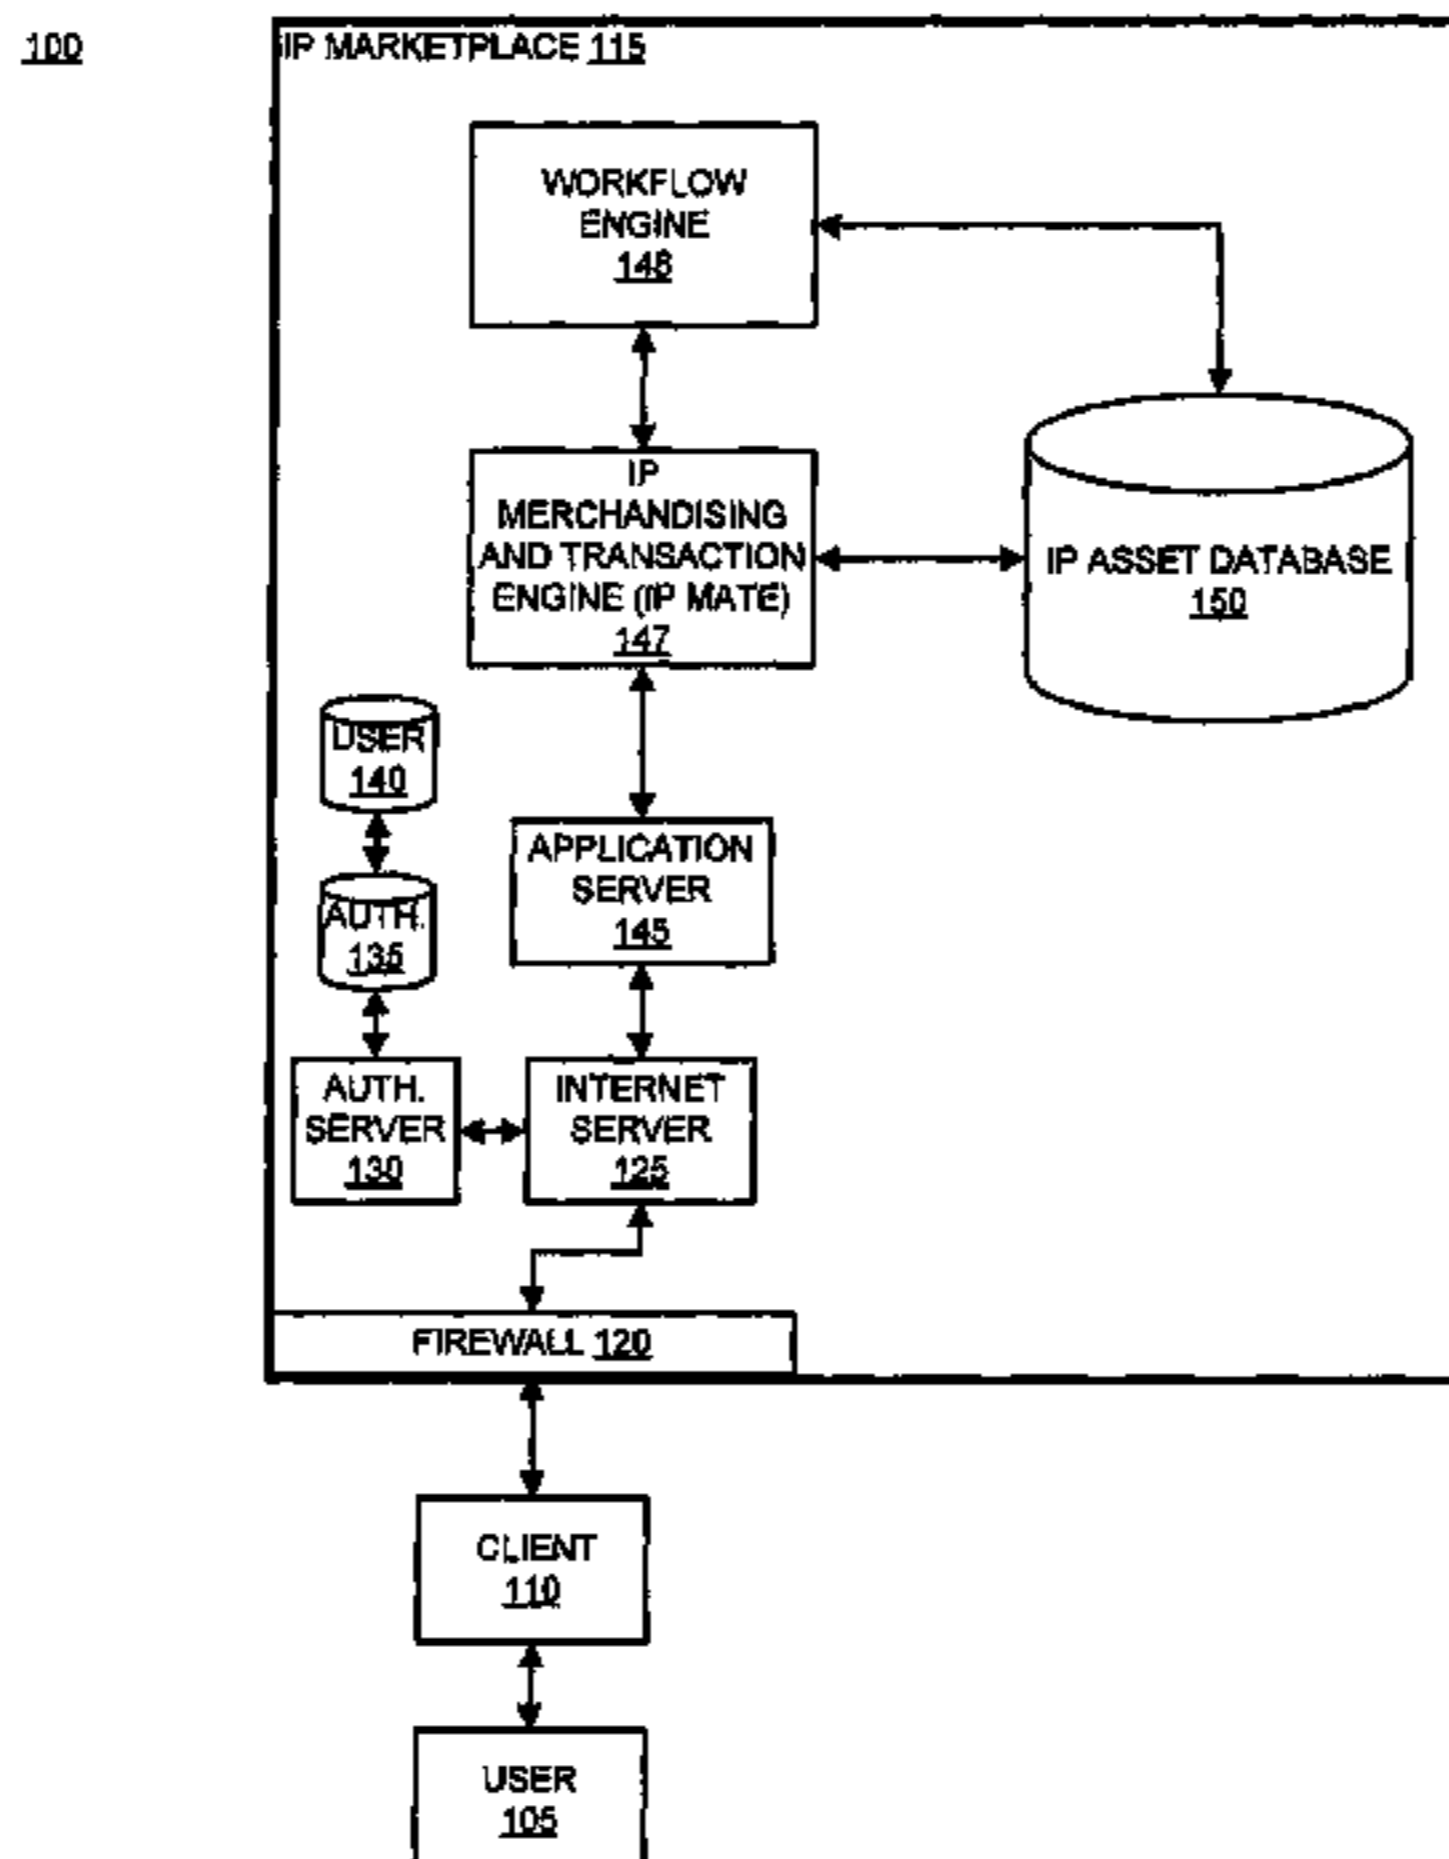 100
IP MARKETPLACE 115
WORKFLOW
ENGINE
148
IP
MERCHANDISING
AND TRANSACTION
ENGINE (IP MATE)
147
IP ASSET DATABASE
150
USER
140
AUTH.
135
APPLICATION
SERVER
145
AUTH.
SERVER
130
INTERNET
SERVER
125
FIREWALL 120
CLIENT
110
USER
105